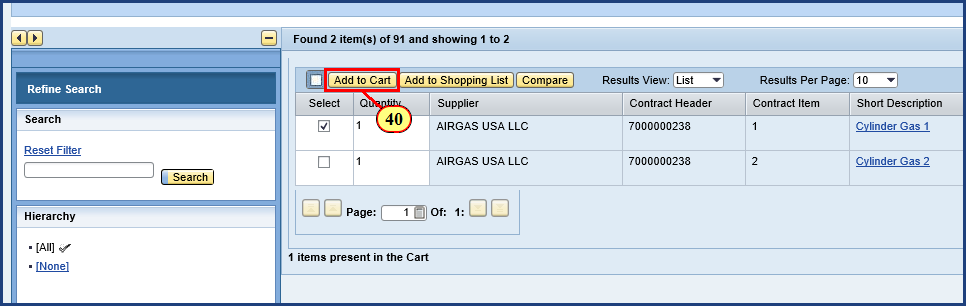 Found 2 item(s) of 91 and showing 1 to 2
Refine Search
Search
Reset Filter
Search
Hierarchy
[All]
[None]
Add to Cart Add to Shopping List Compare Results View: List Results Per Page: 10
Select Quantity Supplier Contract Header Contract Item Short Description
40
1 AIRGAS USA LLC 7000000238 1 Cylinder Gas 1
1 AIRGAS USA LLC 7000000238 2 Cylinder Gas 2
Page: 1 Of: 1:
1 items present in the Cart